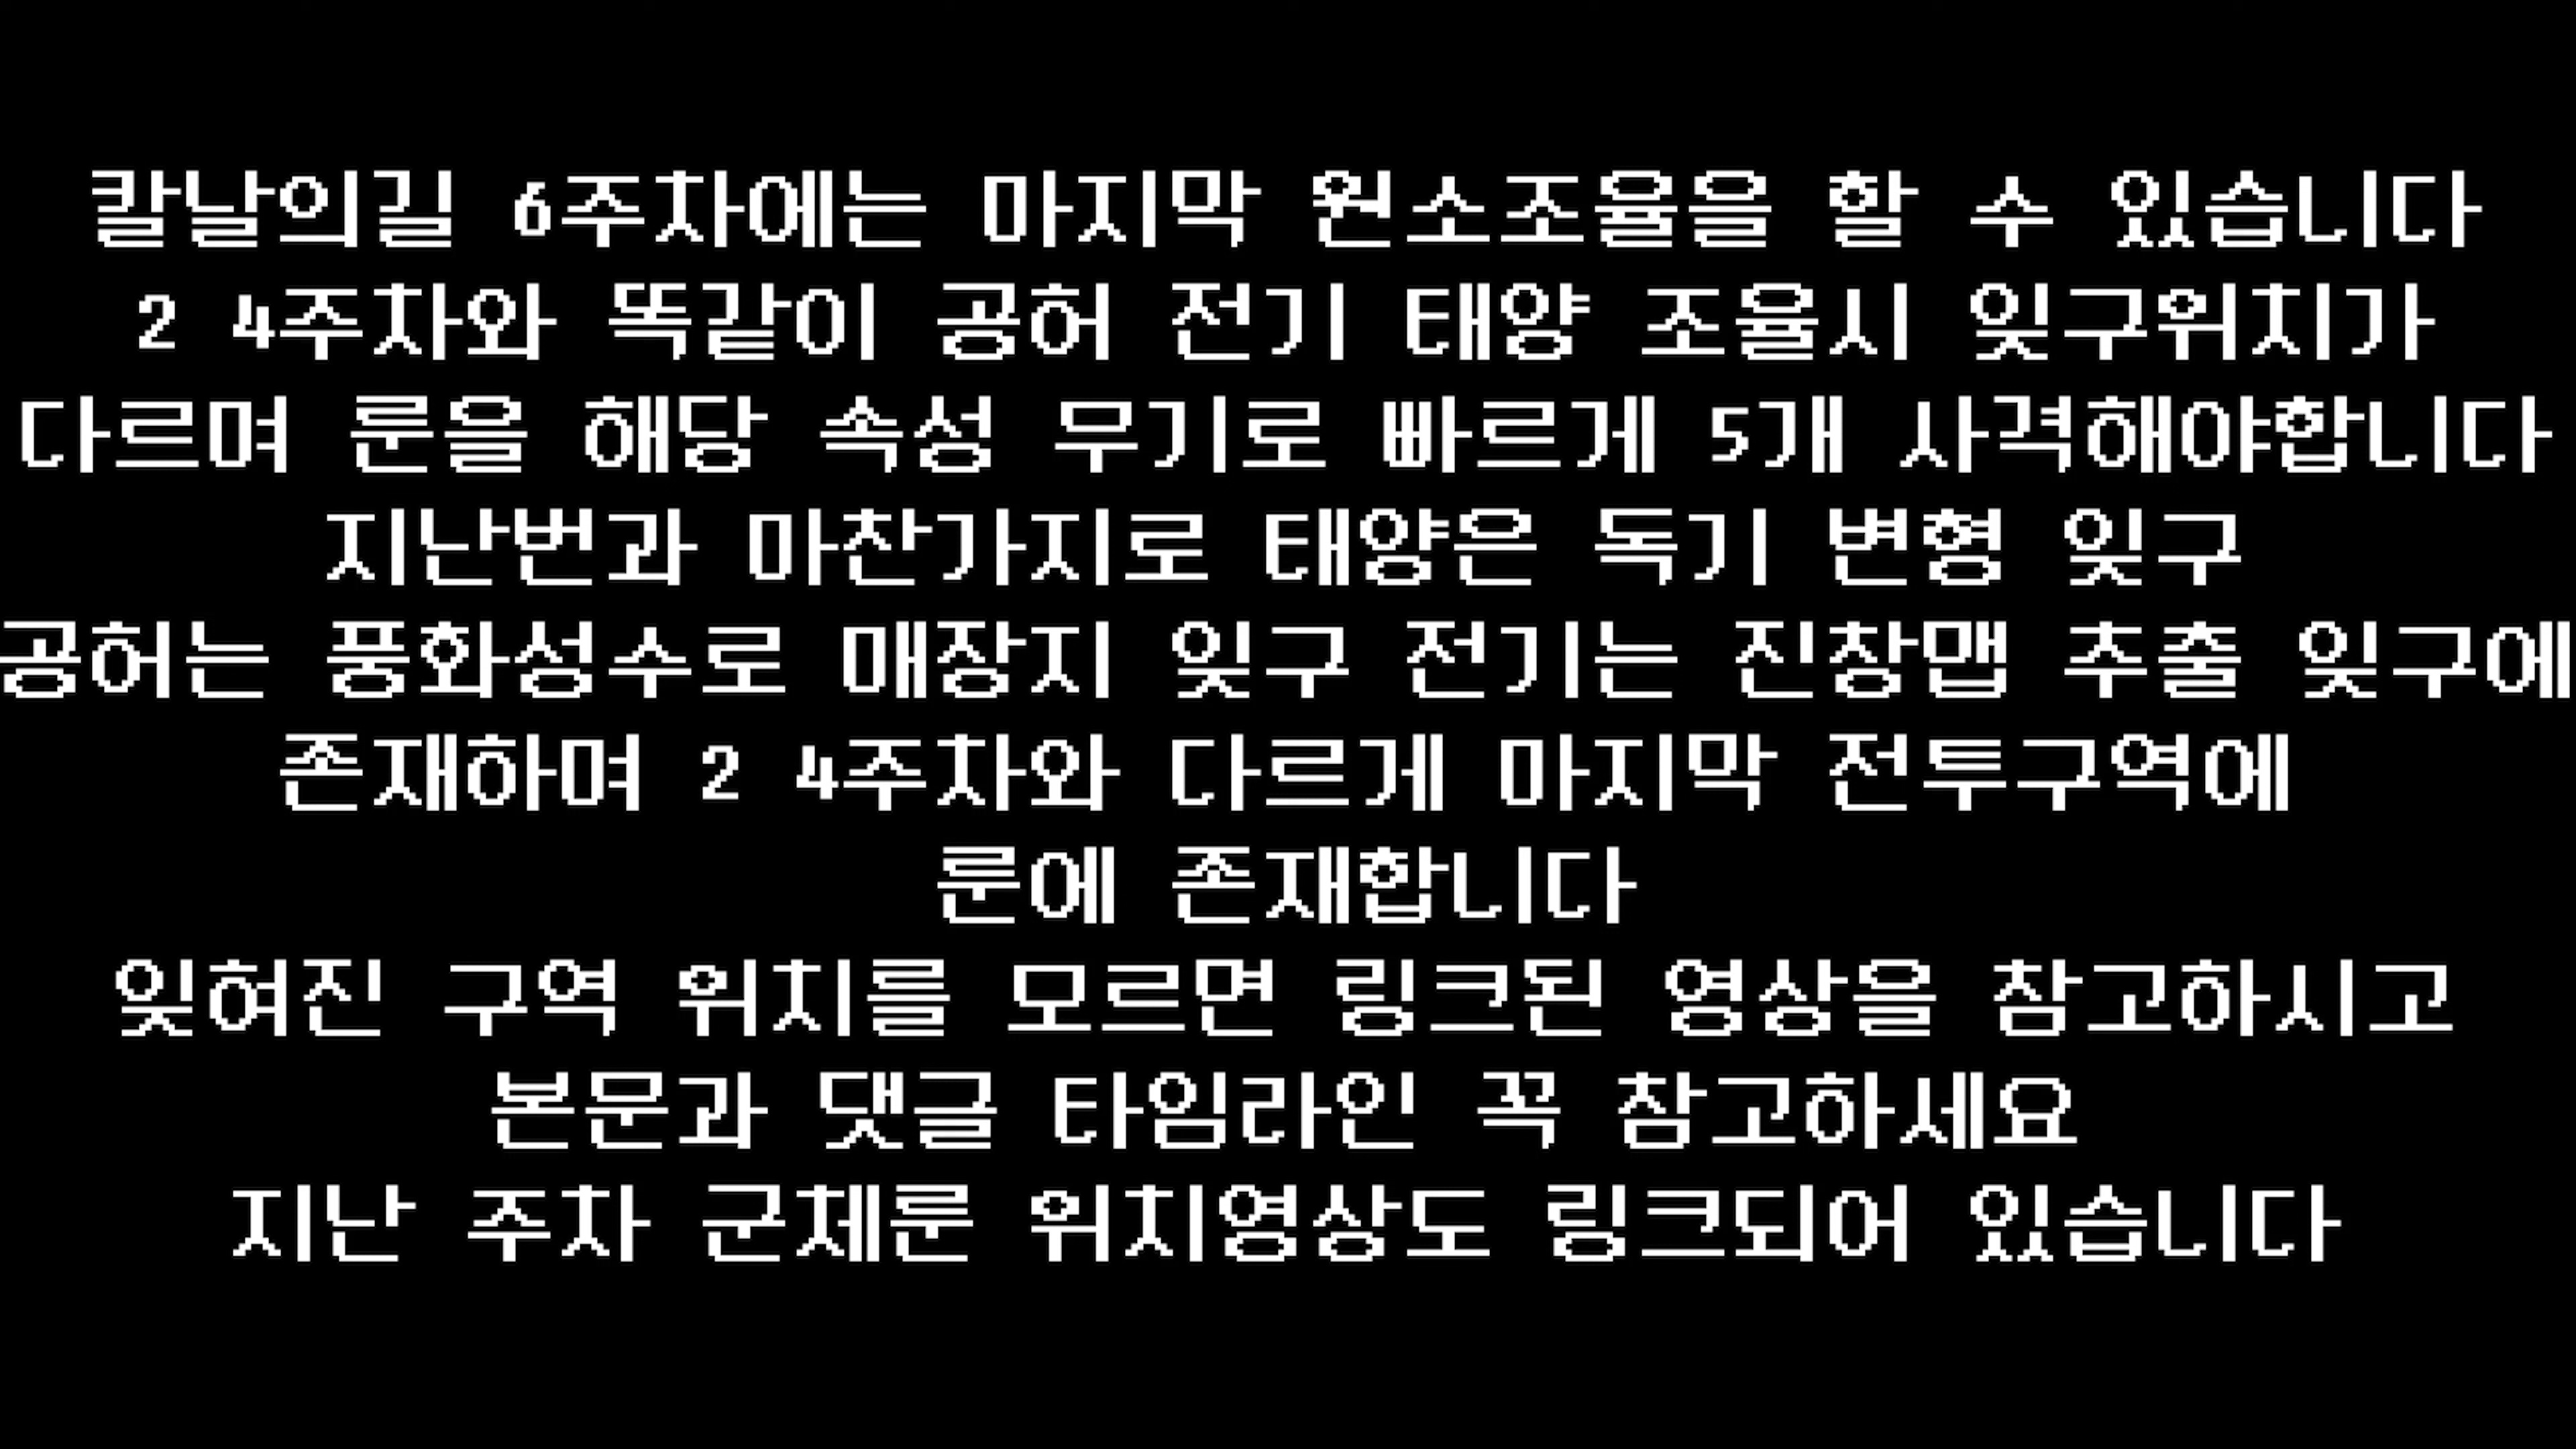 칼날의길 6주차에는 마지막 원소조율을 할 수 있습니다
2 4주차와 똑같이 공허 전기 태양 조율시 잊구위치가
다르며 룬을 해당 속성 무기로 빠르게 5개 사격해야합니다
지난번과 마찬가지로 태양은 독기 변형 잊구
공허는 풍화성수로 매장지 잊구 전기는 진창맵 추출 잊구에
존재하며 2 4주차와 다르게 마지막 전투구역에
룬에 존재합니다
잊혀진 구역 위치를 모르면 링크된 영상을 참고하시고
본문과 댓글 타임라인 꼭 참고하세요
지난 주차 군체룬 위치영상도 링크되어 있습니다